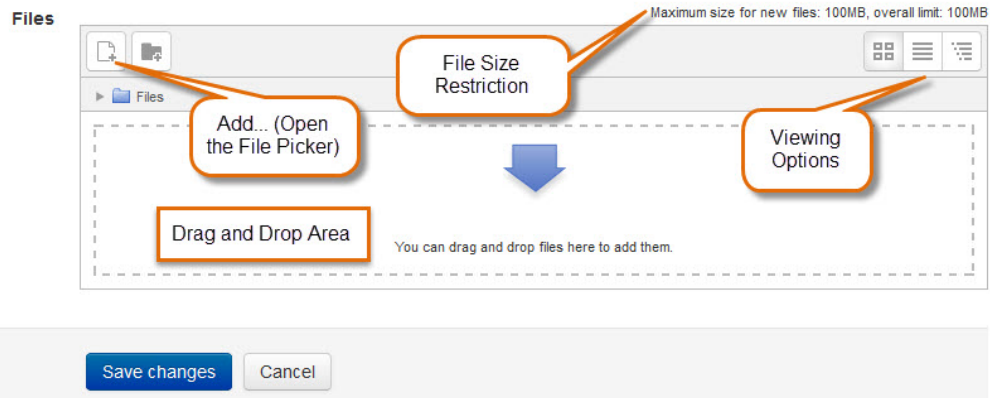 Files
Maximum size for new files: 100MB, overall limit: 100MB
File Size
Restriction
Files
Add... (Open
the File Picker)
Viewing
Options
Drag and Drop Area
You can drag and drop files here to add them.
Save changes
Cancel